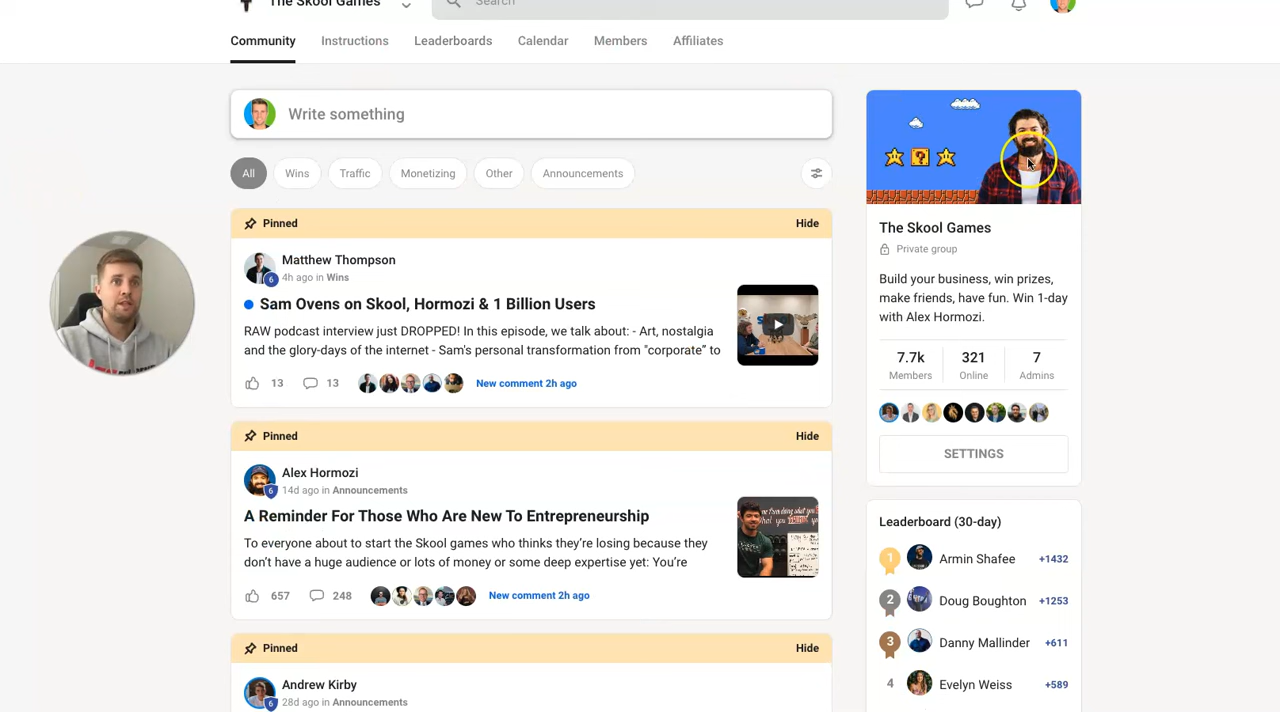 The Skool Games
Search
Community Instructions Leaderboards Calendar Members Affiliates
Write something
All Wins Traffic Monetizing Other Announcements
Pinned Hide
Matthew Thompson
6 4h ago in Wins
Sam Ovens on Skool, Hormozi & 1 Billion Users
RAW podcast interview just DROPPED! In this episode, we talk about: - Art, nostalgia
and the glory-days of the internet - Sam's personal transformation from "corporate” to
13 13 New comment 2h ago
Pinned Hide
Alex Hormozi
6 14d ago in Announcements
A Reminder For Those Who Are New To Entrepreneurship
To everyone about to start the Skool games who thinks they’re losing because they
don’t have a huge audience or lots of money or some deep expertise yet: You’re
657 248 New comment 2h ago
Pinned Hide
Andrew Kirby
6 28d ago in Announcements
?
The Skool Games
Private group
Build your business, win prizes,
make friends, have fun. Win 1-day
with Alex Hormozi.
7.7k 321 7
Members Online Admins
SETTINGS
Leaderboard (30-day)
1 Armin Shafee +1432
2 Doug Boughton +1253
3 Danny Mallinder +611
4 Evelyn Weiss +589